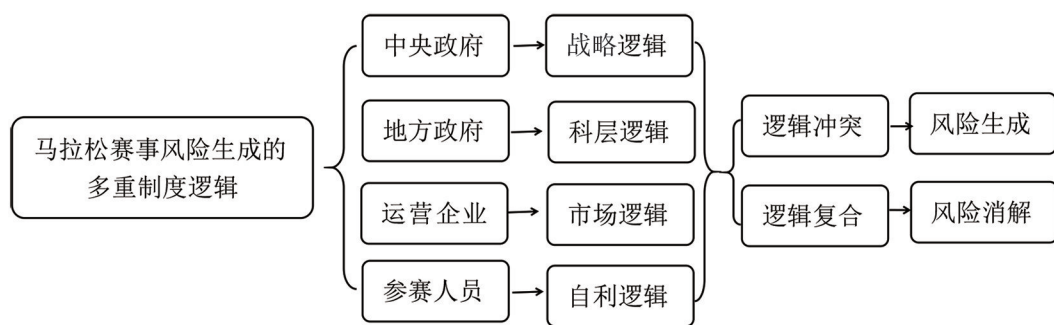 马拉松赛事风险生成的
多重制度逻辑
中央政府
战略逻辑
地方政府
科层逻辑
运营企业
市场逻辑
参赛人员
自利逻辑
逻辑冲突
风险生成
逻辑复合
风险消解